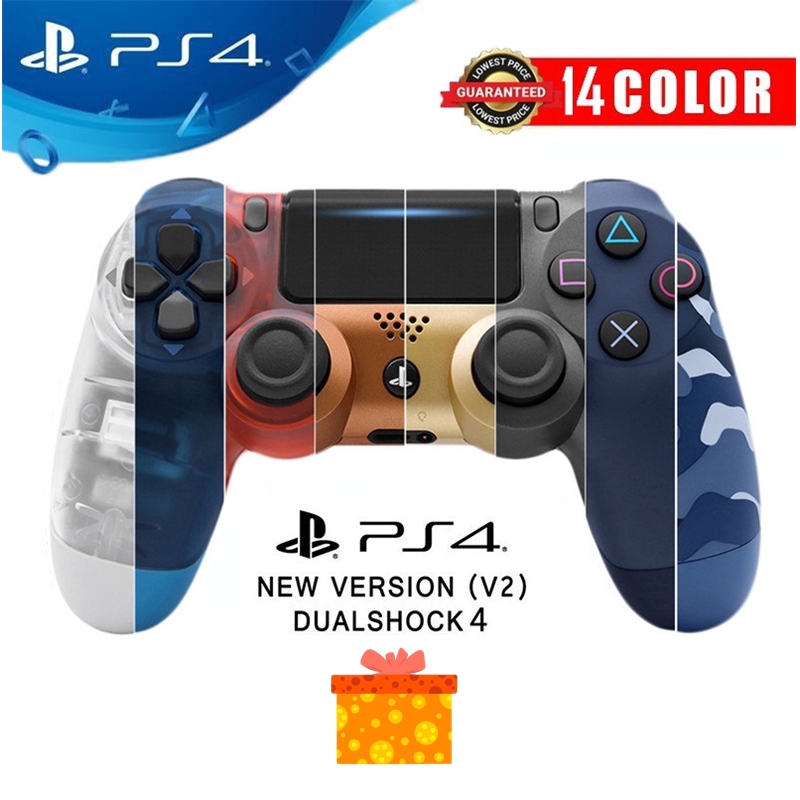 PS4
LOWEST PRICE
GUARANTEED
LOWEST PRICE
14 COLOR
PS4
NEW VERSION (V2)
DUALSHOCK 4